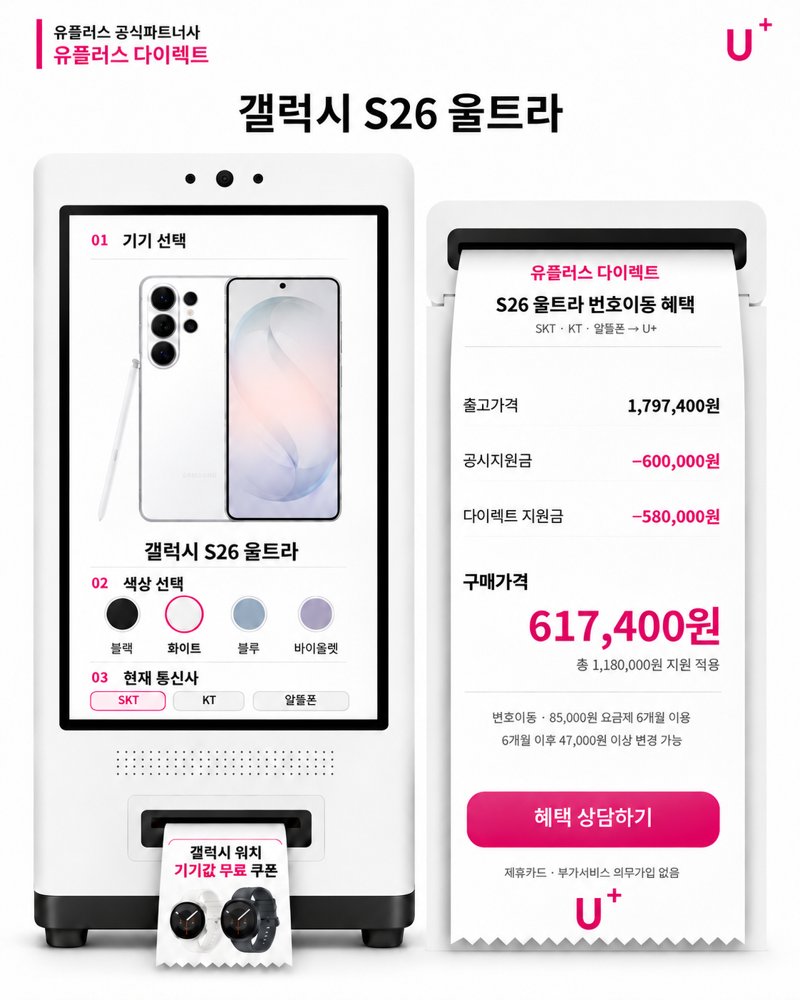 유플러스 공식파트너사
유플러스 다이렉트
U+
갤럭시 S26 울트라
01 기기 선택
SAMSUNG
갤럭시 S26 울트라
02 색상 선택
블랙 화이트 블루 바이올렛
03 현재 통신사
SKT KT 알뜰폰
갤럭시 워치
기기값 무료 쿠폰
유플러스 다이렉트
S26 울트라 번호이동 혜택
SKT · KT · 알뜰폰 → U+
출고가격 1,797,400원
공시지원금 −600,000원
다이렉트 지원금 −580,000원
구매가격
617,400원
총 1,180,000원 지원 적용
변호이동 · 85,000원 요금제 6개월 이용
6개월 이후 47,000원 이상 변경 가능
혜택 상담하기
제휴카드 · 부가서비스 의무가입 없음
U+